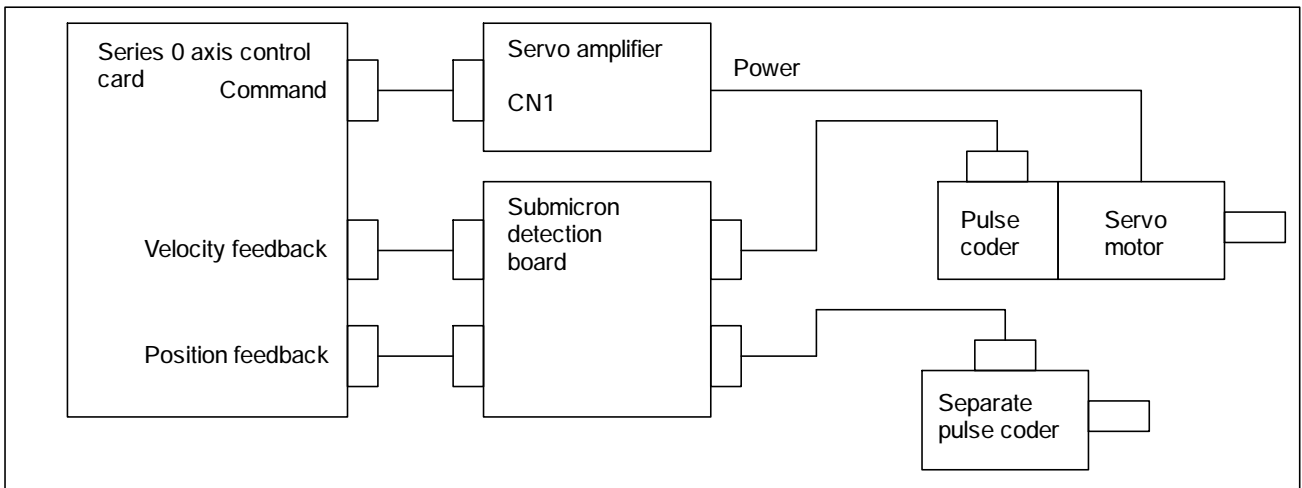 Series 0 axis control
card
Command
Servo amplifier
CN1
Power
Velocity feedback
Submicron
detection
board
Pulse
coder
Servo
motor
Position feedback
Separate
pulse coder